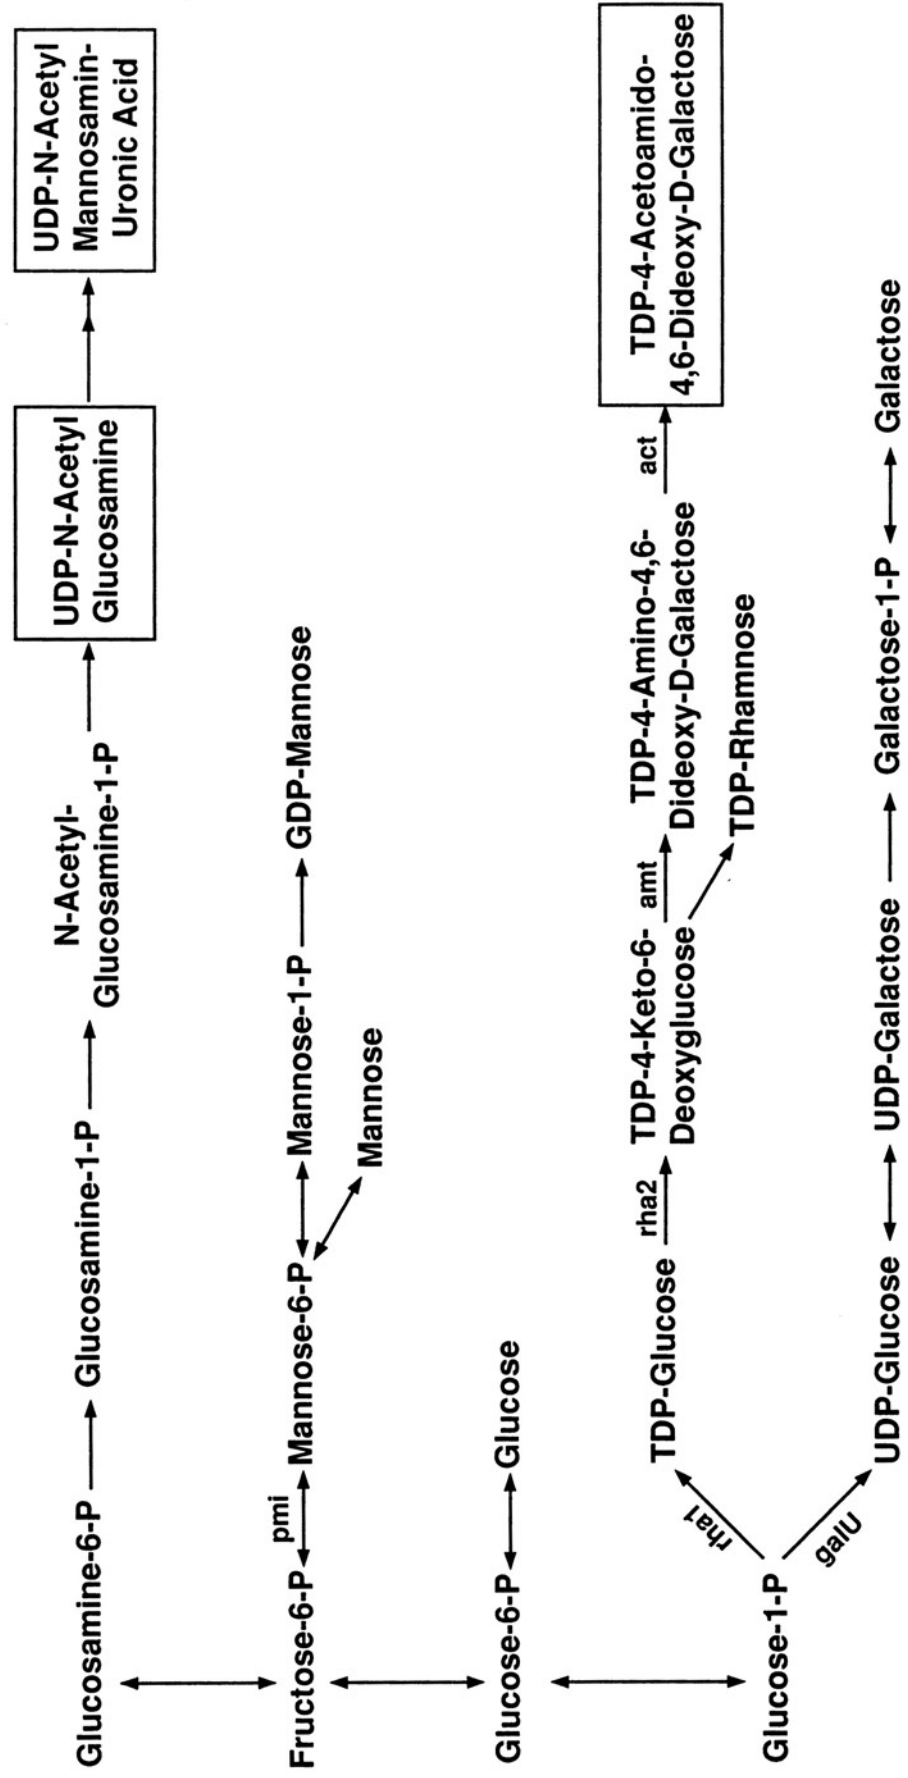 Glucosamine-6-P
Glucosamine-1-P
N-Acetyl-
Glucosamine-1-P
UDP-N-Acetyl
Glucosamine
UDP-N-Acetyl
Mannosamin-
Uronic Acid
Fructose-6-P
pmi
Mannose-6-P
Mannose-1-P
GDP-Mannose
Mannose
Glucose-6-P
Glucose
Glucose-1-P
rha1
galU
TDP-Glucose
rha2
TDP-4-Keto-6-
Deoxyglucose
amt
TDP-4-Amino-4,6-
Dideoxy-D-Galactose
act
TDP-4-Acetoamido-
4,6-Dideoxy-D-Galactose
TDP-Rhamnose
UDP-Glucose
UDP-Galactose
Galactose-1-P
Galactose